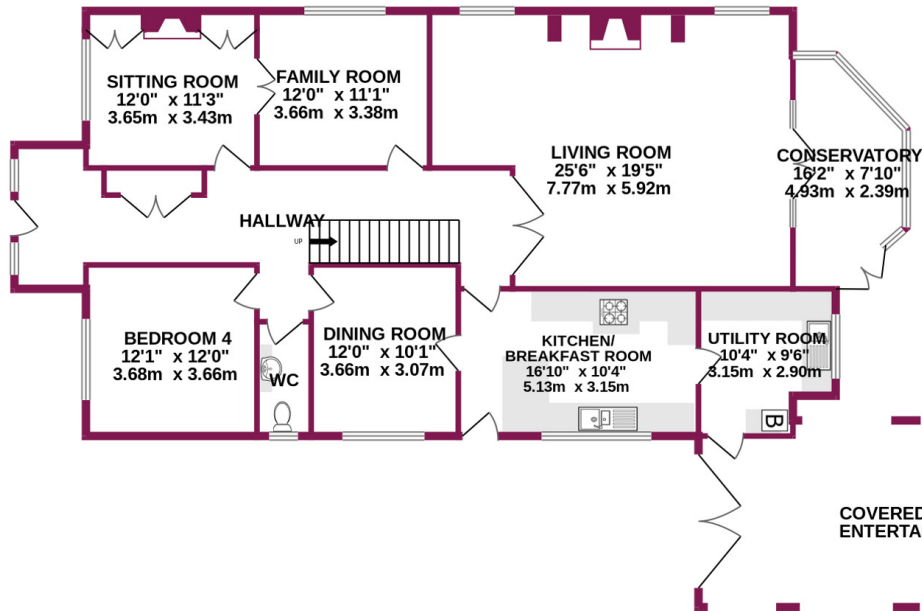 SITTING ROOM
12'0" x 11'3"
3.65m x 3.43m
FAMILY ROOM
12'0" x 11'1"
3.66m x 3.38m
LIVING ROOM
25'6" x 19'5"
7.77m x 5.92m
CONSERVATORY
16'2" x 7'10"
4.93m x 2.39m
HALLWAY
UP
BEDROOM 4
12'1" x 12'0"
3.68m x 3.66m
WC
DINING ROOM
12'0" x 10'1"
3.66m x 3.07m
KITCHEN/
BREAKFAST ROOM
16'10" x 10'4"
5.13m x 3.15m
UTILITY ROOM
10'4" x 9'6"
3.15m x 2.90m
B
COVERED
ENTERTA